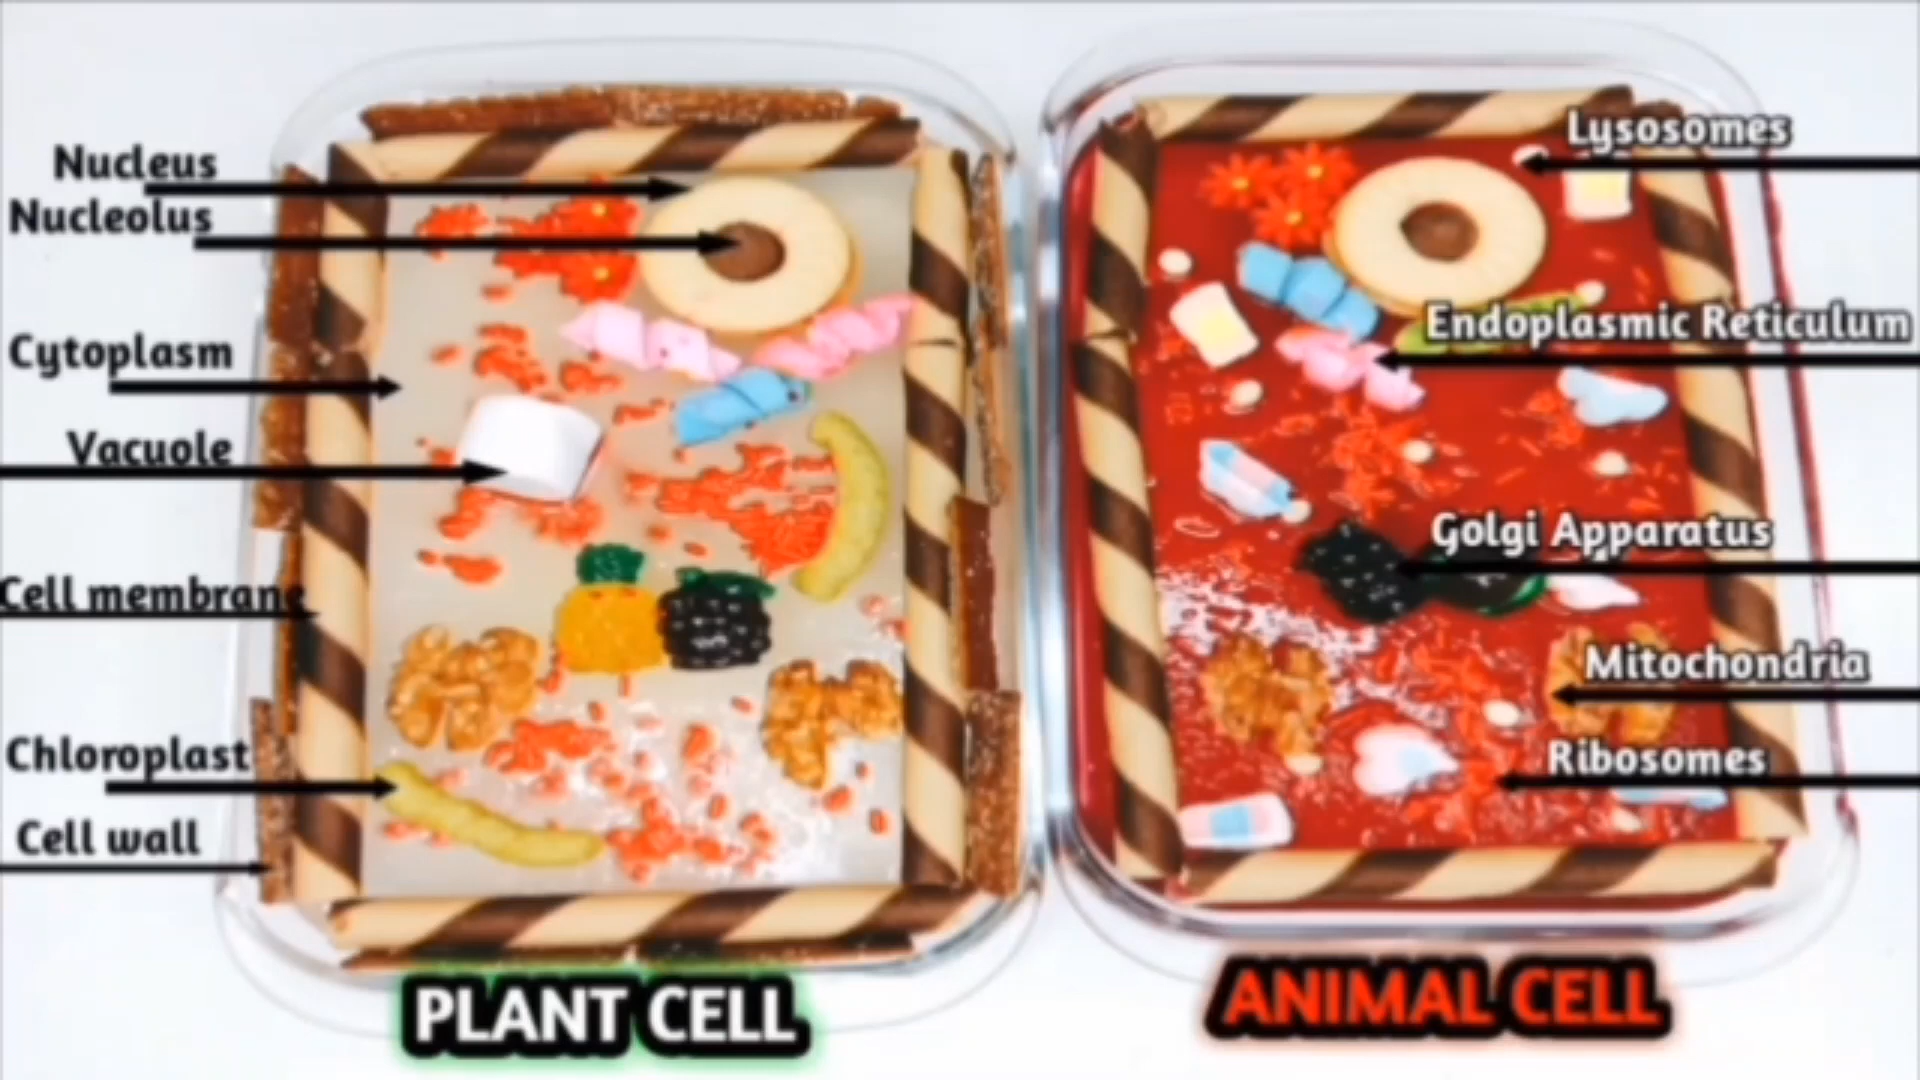 Nucleus
Nucleolus
Cytoplasm
Vacuole
Cell membrane
Chloroplast
Cell wall
PLANT CELL
Lysosomes
Endoplasmic Reticulum
Golgi Apparatus
Mitochondria
Ribosomes
ANIMAL CELL